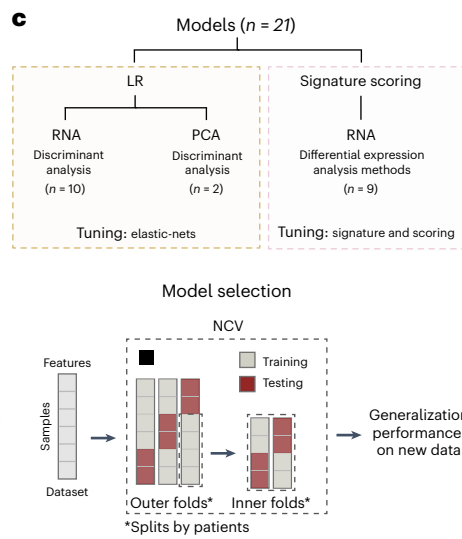 c
Models (n = 21)
LR
Signature scoring
RNA
PCA
RNA
Discriminant
analysis
(n = 10)
Discriminant
analysis
(n = 2)
Differential expression
analysis methods
(n = 9)
Tuning: elastic-nets
Tuning: signature and scoring
Model selection
NCV
Training
Testing
Features
Samples
Dataset
Outer folds*
Inner folds*
*Splits by patients
Generalization
performance
on new data